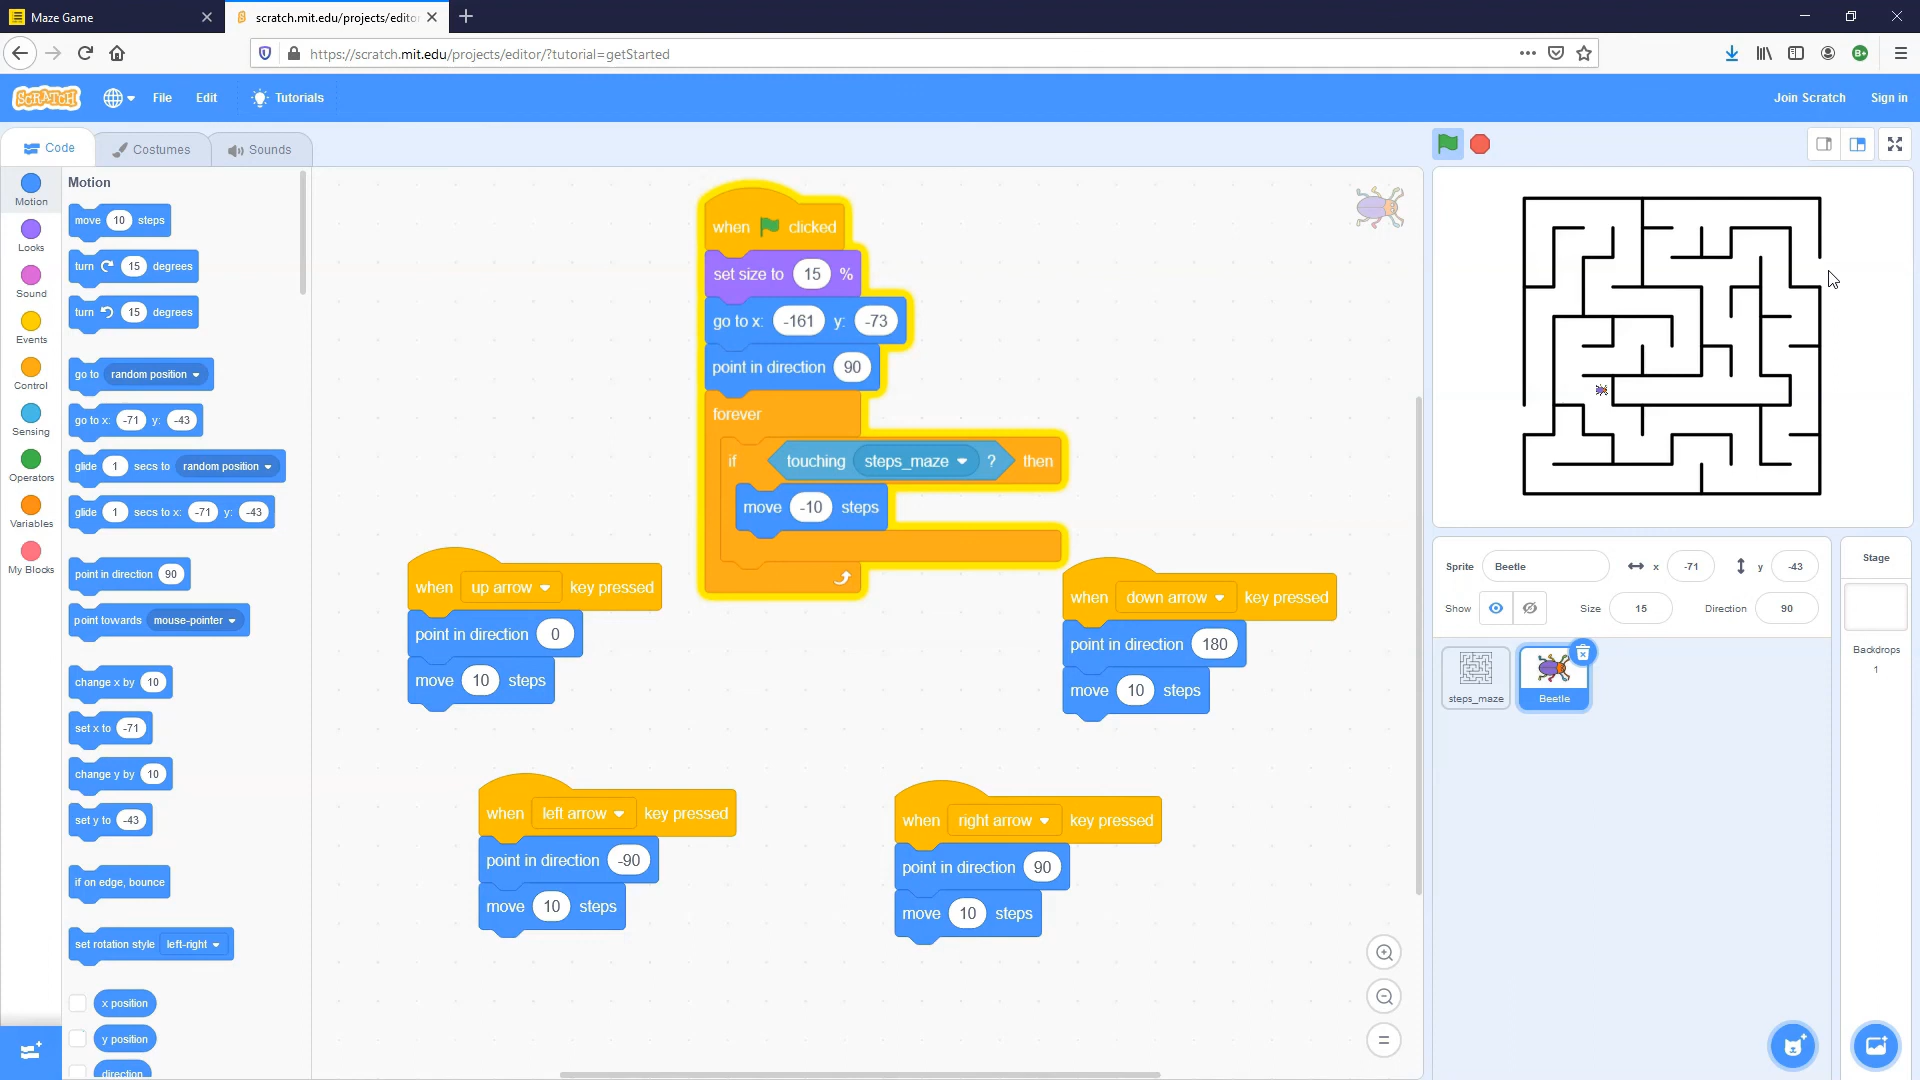 Maze Game
scratch.mit.edu/projects/edito
https://scratch.mit.edu/projects/editor/?tutorial=getStarted
B+
SCRATCH
File
Edit
Tutorials
Join Scratch
Sign in
Code
Costumes
Sounds
Motion
Looks
Sound
Events
Control
Sensing
Operators
Variables
My Blocks
Motion
move 10 steps
turn 15 degrees
turn 15 degrees
go to random position
go to x: -71 y: -43
glide 1 secs to random position
glide 1 secs to x: -71 y: -43
point in direction 90
point towards mouse-pointer
change x by 10
set x to -71
change y by 10
set y to -43
if on edge, bounce
set rotation style left-right
x position
y position
direction
when clicked
set size to 15 %
go to x: -161 y: -73
point in direction 90
forever
if touching steps_maze ? then
move -10 steps
when up arrow key pressed
point in direction 0
move 10 steps
when down arrow key pressed
point in direction 180
move 10 steps
when left arrow key pressed
point in direction -90
move 10 steps
when right arrow key pressed
point in direction 90
move 10 steps
Sprite Beetle x -71 y -43
Show Size 15 Direction 90
steps_maze
Beetle
Stage
Backdrops
1